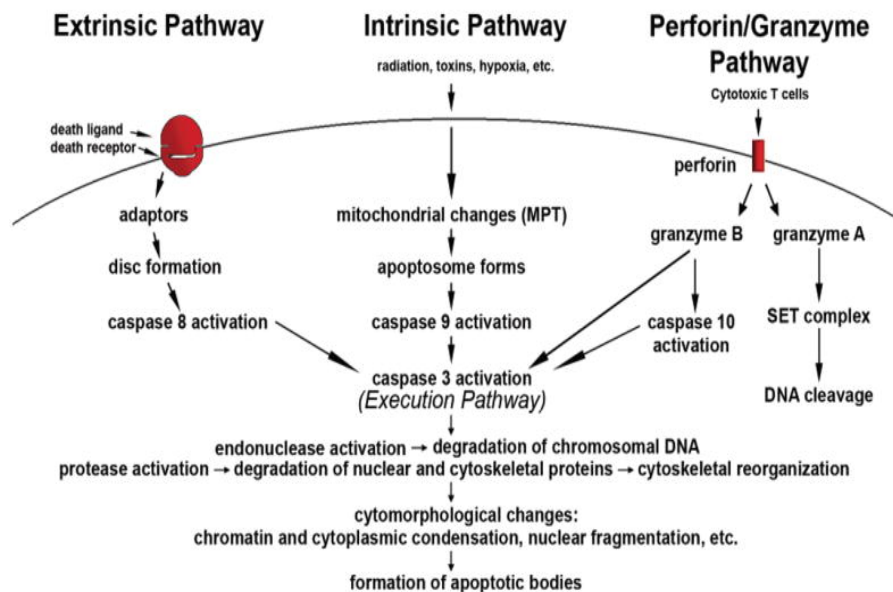 Extrinsic Pathway
Intrinsic Pathway
Perforin/Granzyme
Pathway
radiation, toxins, hypoxia, etc.
Cytotoxic T cells
death ligand
death receptor
perforin
adaptors
mitochondrial changes (MPT)
granzyme B
granzyme A
disc formation
apoptosome forms
caspase 8 activation
caspase 9 activation
caspase 10
activation
SET complex
caspase 3 activation
(Execution Pathway)
DNA cleavage
endonuclease activation → degradation of chromosomal DNA
protease activation → degradation of nuclear and cytoskeletal proteins → cytoskeletal reorganization
cytomorphological changes:
chromatin and cytoplasmic condensation, nuclear fragmentation, etc.
formation of apoptotic bodies